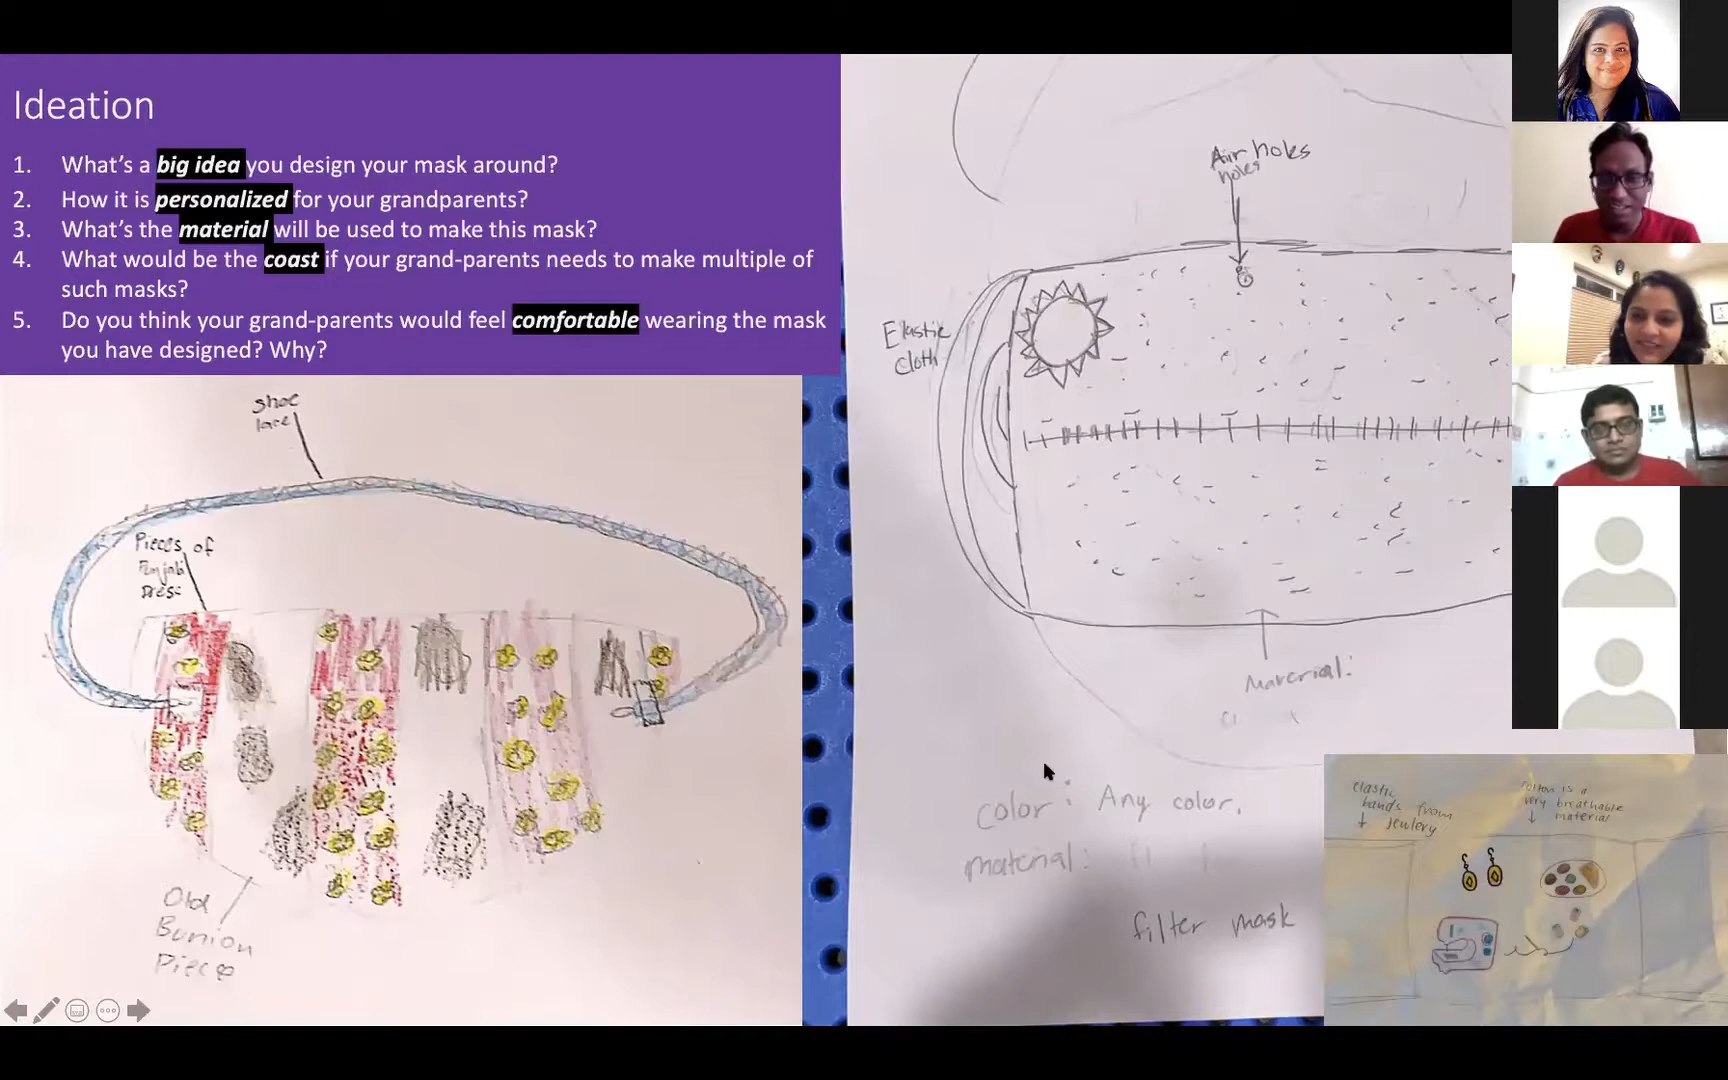 Ideation
1. What's a big idea you design your mask around?
2. How it is personalized for your grandparents?
3. What's the material will be used to make this mask?
4. What would be the coast if your grand-parents needs to make multiple of
such masks?
5. Do you think your grand-parents would feel comfortable wearing the mask
you have designed? Why?
Shoe
lace
Pieces of
Punjabi
Dress
Old
Bunion
Piece
Air holes
holes
Elastic
cloth
Material:
color: Any color.
material:
filter mask
elastic
bands from
jewlery
cotton is a
very breathable
material